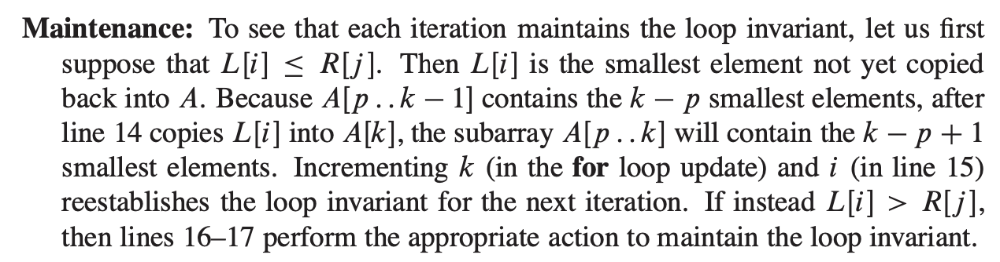 Maintenance: To see that each iteration maintains the loop invariant, let us first
suppose that L[i] ≤ R[j]. Then L[i] is the smallest element not yet copied
back into A. Because A[p..k − 1] contains the k − p smallest elements, after
line 14 copies L[i] into A[k], the subarray A[p..k] will contain the k − p + 1
smallest elements. Incrementing k (in the for loop update) and i (in line 15)
reestablishes the loop invariant for the next iteration. If instead L[i] > R[j],
then lines 16–17 perform the appropriate action to maintain the loop invariant.